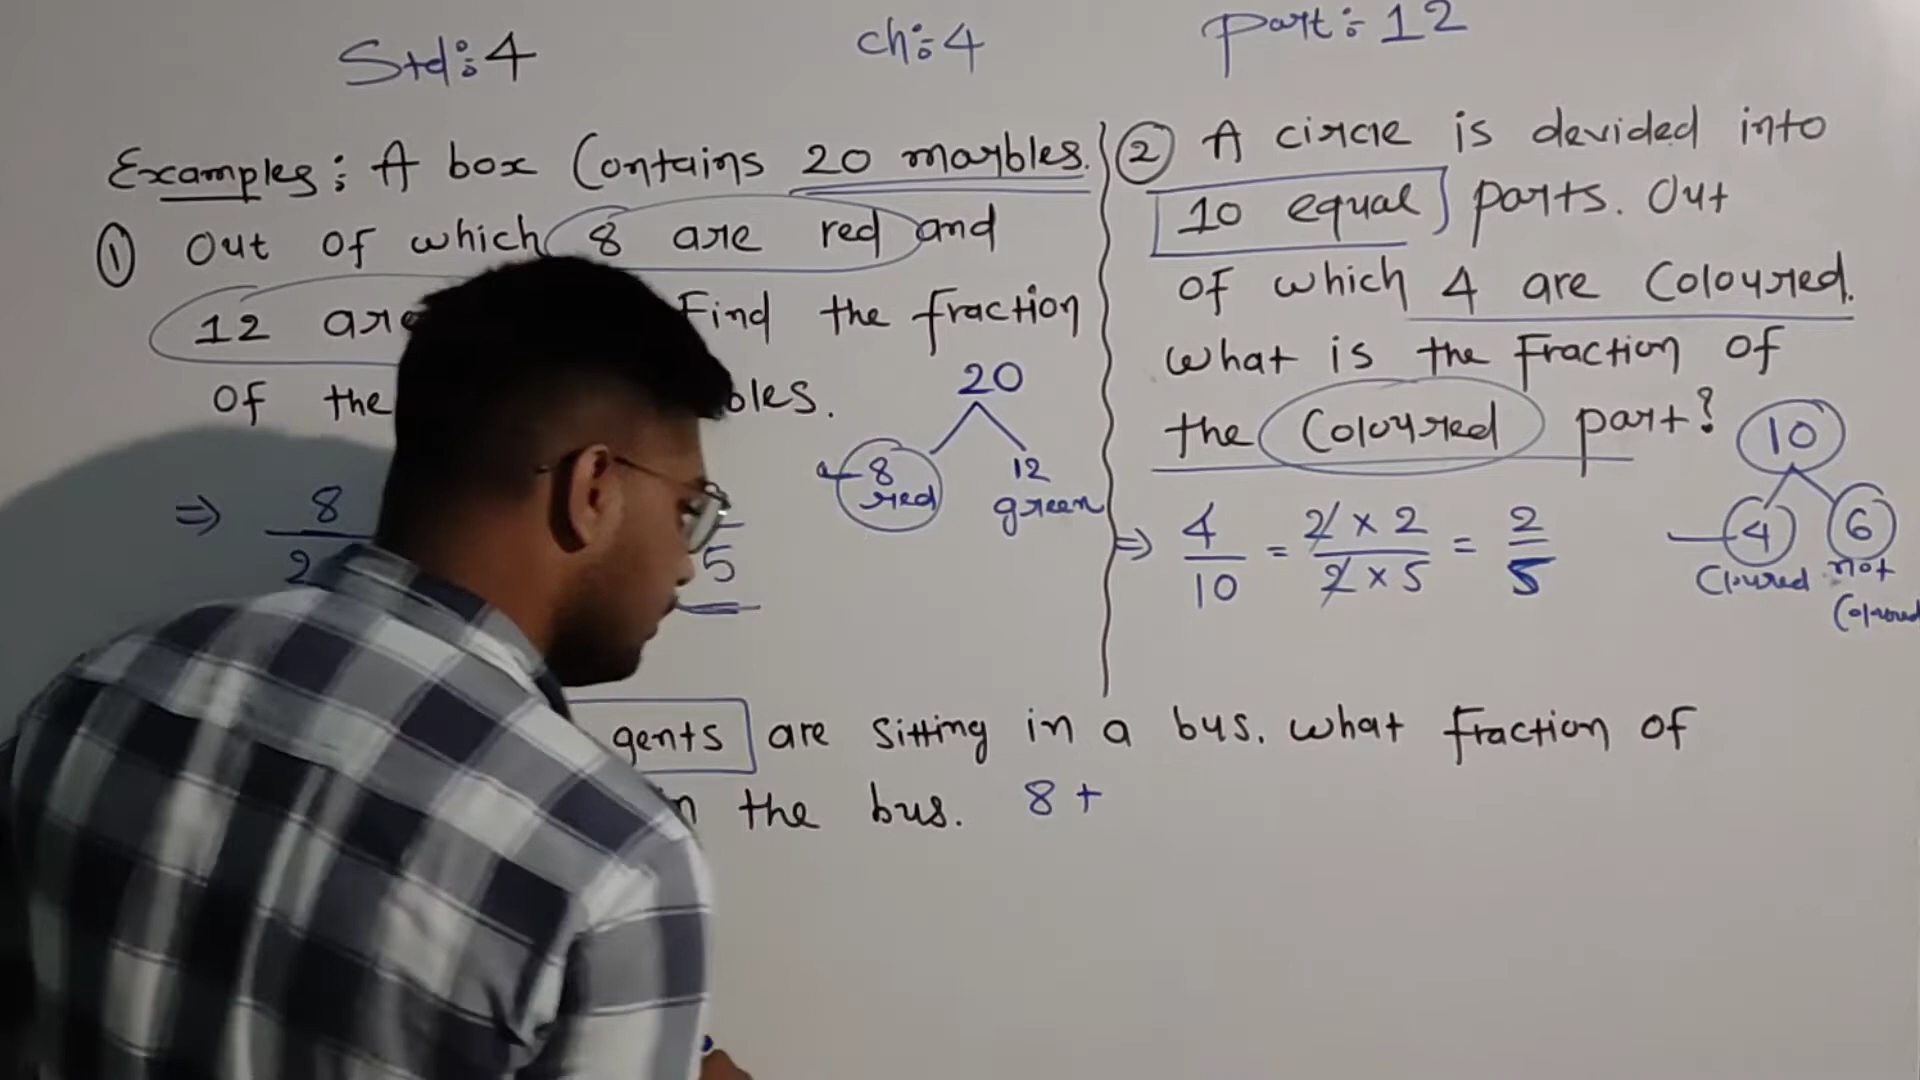 Std:4 ch:4 part:12
Examples: A box Contains 20 marbles.
① Out of which 8 are red and
12 are Find the fraction
of the bles.
20
8 12
red green
⇒ 8
5
② A circle is devided into
10 equal parts. Out
of which 4 are Coloured.
what is the Fraction of
the Coloured part?
10
4 6
Cloured not
Coloured
⇒ 4/10 = 2 x 2/2 x 5 = 2/5
gents are sitting in a bus. what fraction of
in the bus. 8 +